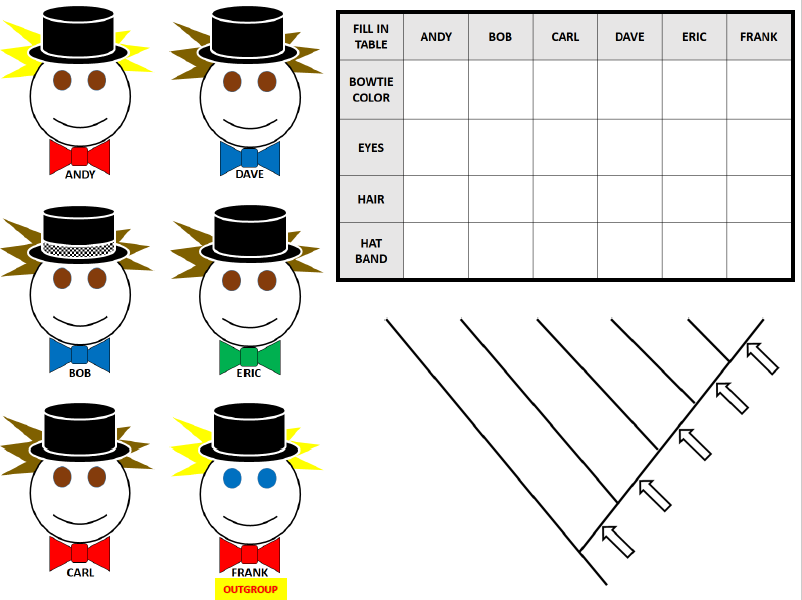 ANDY
DAVE
BOB
ERIC
CARL
FRANK
OUTGROUP
FILL IN
TABLE
ANDY
BOB
CARL
DAVE
ERIC
FRANK
BOWTIE
COLOR
EYES
HAIR
HAT
BAND